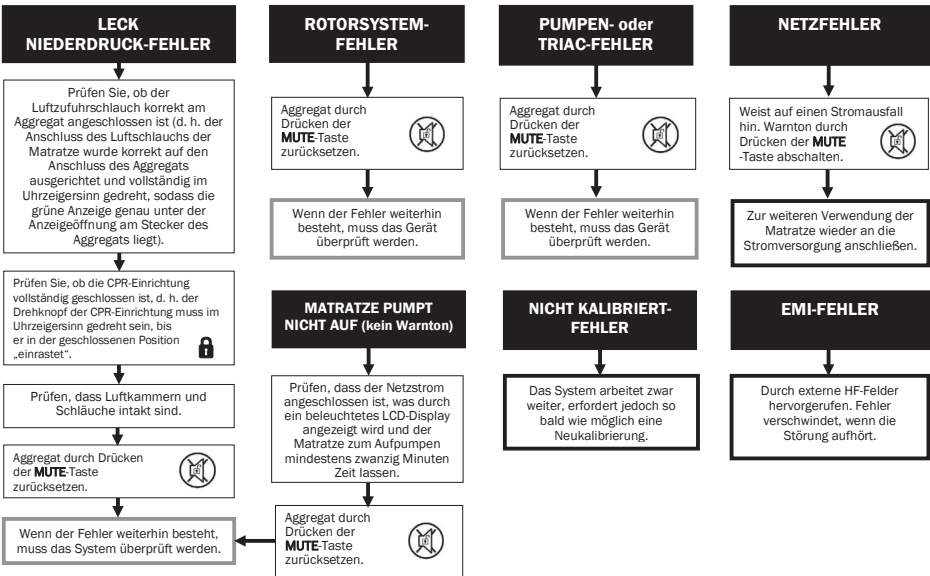 LECK
NIEDERDRUCK-FEHLER
Prüfen Sie, ob der
Luftzufuhrschlauch korrekt am
Aggregat angeschlossen ist (d. h. der
Anschluss des Luftschlauchs der
Matratze wurde korrekt auf den
Anschluss des Aggregats
ausgerichtet und vollständig im
Uhrzeigersinn gedreht, sodass die
grüne Anzeige genau unter der
Anzeigeöffnung am Stecker des
Aggregats liegt).
Prüfen Sie, ob die CPR-Einrichtung
vollständig geschlossen ist, d. h. der
Drehknopf der CPR-Einrichtung muss im
Uhrzeigersinn gedreht sein, bis
er in der geschlossenen Position
„einrastet“.
Prüfen, dass Luftkammern und
Schläuche intakt sind.
Aggregat durch Drücken
der MUTE-Taste
zurücksetzen.
Wenn der Fehler weiterhin besteht,
muss das System überprüft werden.
ROTORSYSTEM-
FEHLER
Aggregat durch
Drücken der
MUTE-Taste
zurücksetzen.
Wenn der Fehler weiterhin
besteht, muss das Gerät
überprüft werden.
MATRATZE PUMPT
NICHT AUF (kein Warnton)
Prüfen, dass der Netzstrom
angeschlossen ist, was durch
ein beleuchtetes LCD-Display
angezeigt wird und der
Matratze zum Aufpumpen
mindestens zwanzig Minuten
Zeit lassen.
Aggregat durch
Drücken der
MUTE-Taste
zurücksetzen.
PUMPEN- oder
TRIAC-FEHLER
Aggregat durch
Drücken der
MUTE-Taste
zurücksetzen.
Wenn der Fehler weiterhin
besteht, muss das Gerät
überprüft werden.
NICHT KALIBRIERT-
FEHLER
Das System arbeitet zwar
weiter, erfordert jedoch so
bald wie möglich eine
Neukalibrierung.
NETZFEHLER
Weist auf einen Stromausfall
hin. Warnton durch
Drücken der MUTE
-Taste abschalten.
Zur weiteren Verwendung der
Matratze wieder an die
Stromversorgung anschließen.
EMI-FEHLER
Durch externe HF-Felder
hervorgerufen. Fehler
verschwindet, wenn die
Störung aufhört.